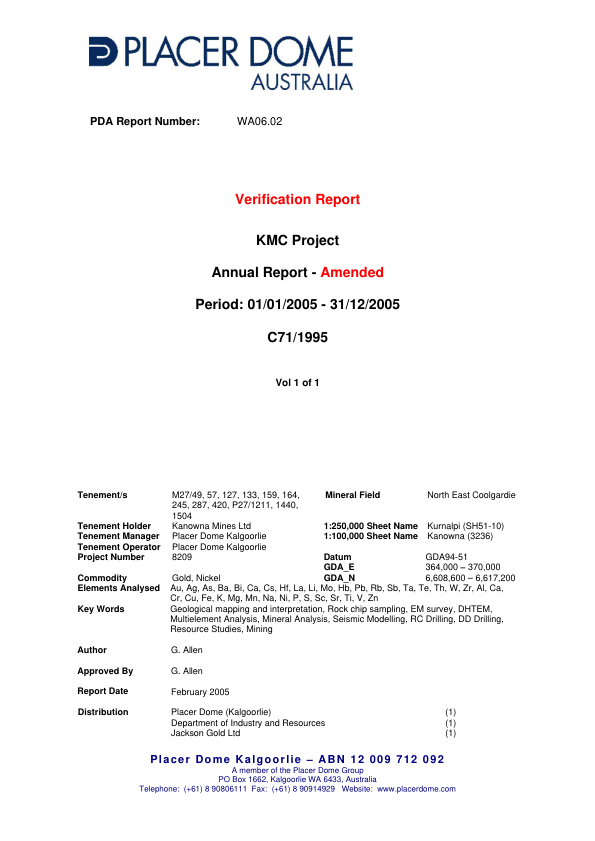 PLACER DOME
AUSTRALIA
PDA Report Number: WA06.02
Verification Report
KMC Project
Annual Report - Amended
Period: 01/01/2005 - 31/12/2005
C71/1995
Vol 1 of 1
Tenement/s M27/49, 57, 127, 133, 159, 164, Mineral Field North East Coolgardie
245, 287, 420, P27/1211, 1440,
1504
Tenement Holder Kanowna Mines Ltd 1:250,000 Sheet Name Kurnalpi (SH51-10)
Tenement Manager Placer Dome Kalgoorlie 1:100,000 Sheet Name Kanowna (3236)
Tenement Operator Placer Dome Kalgoorlie
Project Number 8209 Datum GDA94-51
GDA_E 364,000 – 370,000
Commodity Gold, Nickel GDA_N 6,608,600 – 6,617,200
Elements Analysed Au, Ag, As, Ba, Bi, Ca, Cs, Hf, La, Li, Mo, Hb, Pb, Rb, Sb, Ta, Te, Th, W, Zr, Al, Ca,
Cr, Cu, Fe, K, Mg, Mn, Na, Ni, P, S, Sc, Sr, Ti, V, Zn
Key Words Geological mapping and interpretation, Rock chip sampling, EM survey, DHTEM,
Multielement Analysis, Mineral Analysis, Seismic Modelling, RC Drilling, DD Drilling,
Resource Studies, Mining
Author G. Allen
Approved By G. Allen
Report Date February 2005
Distribution Placer Dome (Kalgoorlie) (1)
Department of Industry and Resources (1)
Jackson Gold Ltd (1)
Placer Dome Kalgoorlie – ABN 12 009 712 092
A member of the Placer Dome Group
PO Box 1662, Kalgoorlie WA 6433, Australia
Telephone: (+61) 8 90806111 Fax: (+61) 8 90914929 Website: www.placerdome.com